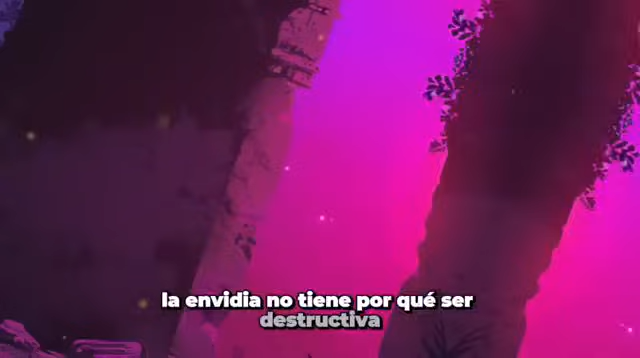 la envidia no tiene por qué ser
destructiva